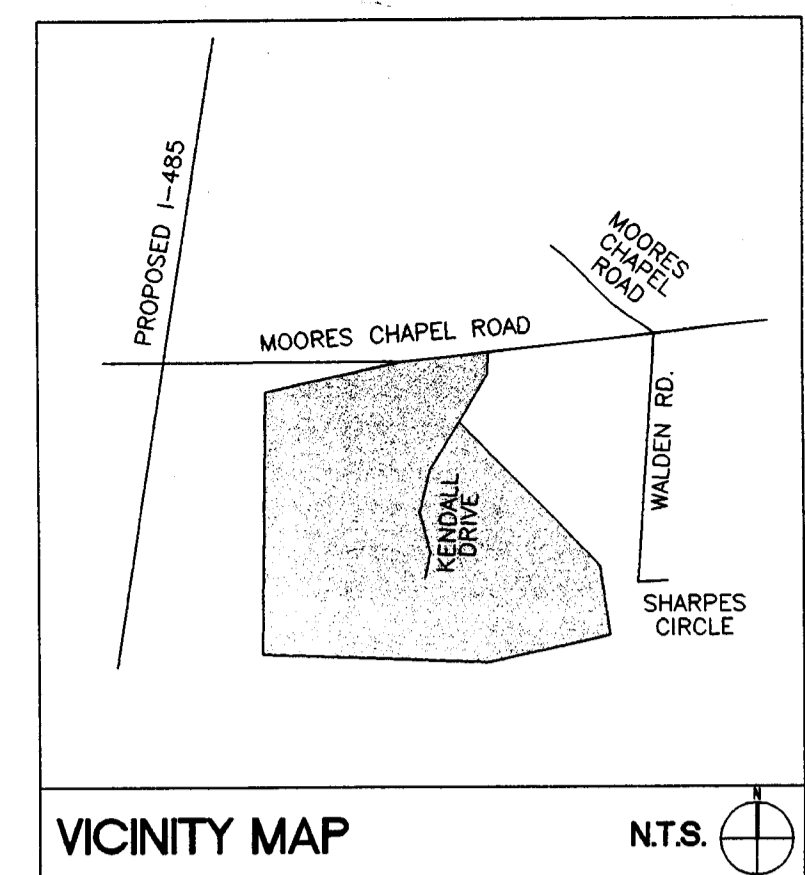 PROPOSED I-485
MOORES
CHAPEL
ROAD
MOORES CHAPEL ROAD
WALDEN RD.
KENDALL
DRIVE
SHARPES
CIRCLE
VICINITY MAP
N.T.S.
N